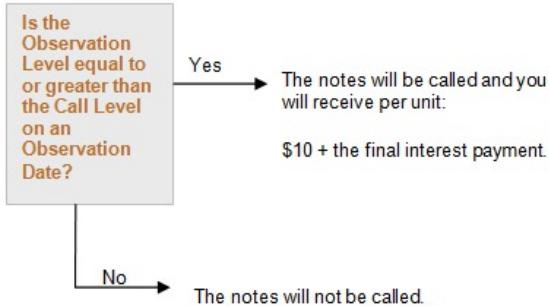 Is the
Observation
Level equal to
or greater than
the Call Level
on an
Observation
Date?
Yes
The notes will be called and you
will receive per unit:
$10 + the final interest payment.
No
The notes will not be called.